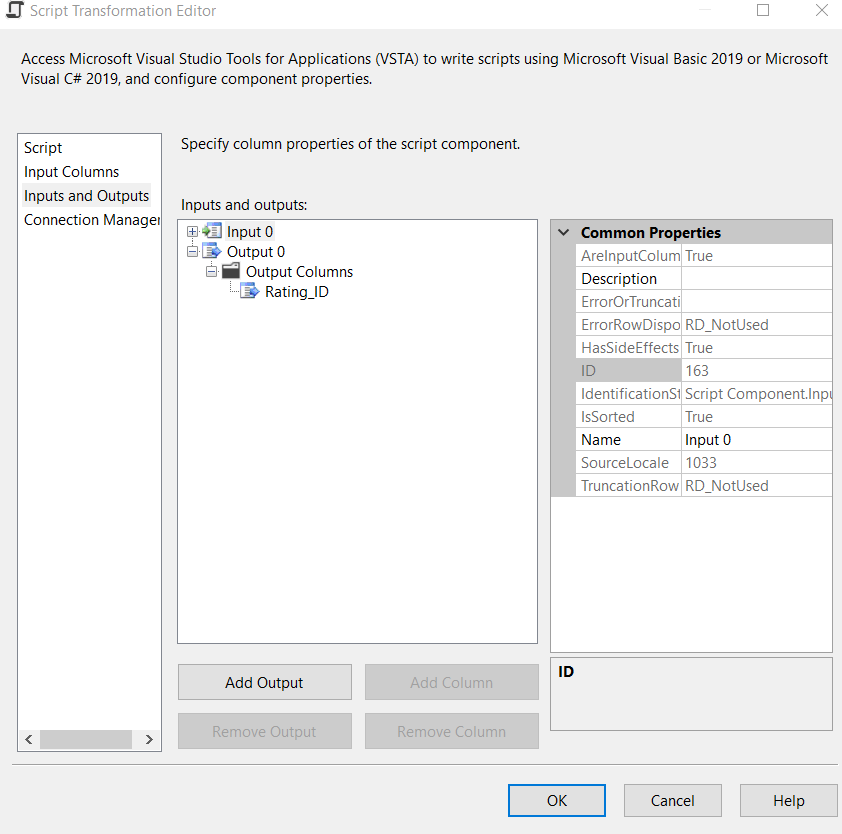 Script Transformation Editor
Access Microsoft Visual Studio Tools for Applications (VSTA) to write scripts using Microsoft Visual Basic 2019 or Microsoft
Visual C# 2019, and configure component properties.
Script
Input Columns
Inputs and Outputs
Connection Manager
Specify column properties of the script component.
Inputs and outputs:
Input 0
Output 0
Output Columns
Rating_ID
Common Properties
AreInputColum True
Description
ErrorOrTruncati
ErrorRowDispo RD_NotUsed
HasSideEffects True
ID 163
IdentificationSt Script Component.Inpu
IsSorted True
Name Input 0
SourceLocale 1033
TruncationRow RD_NotUsed
ID
Add Output
Add Column
Remove Output
Remove Column
OK
Cancel
Help